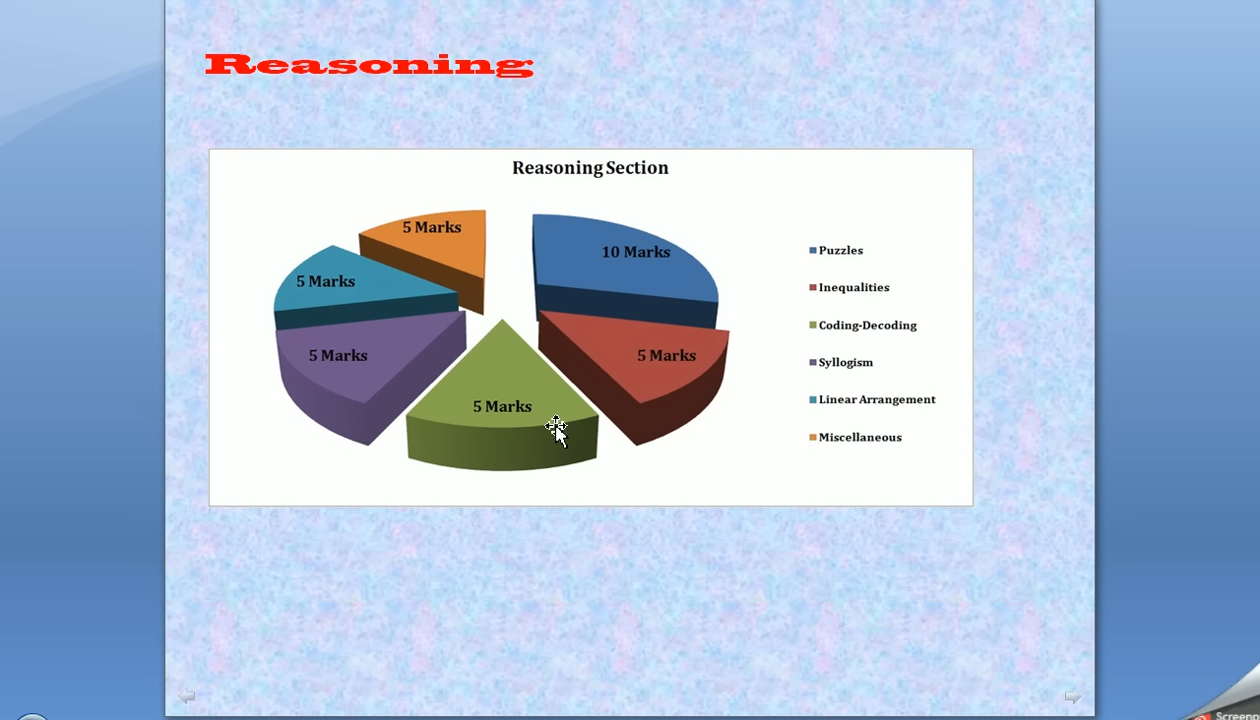 Reasoning
Reasoning Section
5 Marks
10 Marks
5 Marks
5 Marks
5 Marks
5 Marks
Puzzles
Inequalities
Coding-Decoding
Syllogism
Linear Arrangement
Miscellaneous